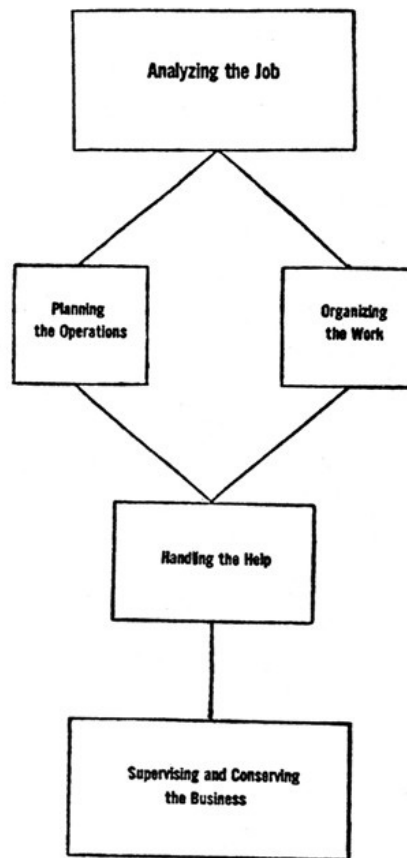 Analyzing the Job
Planning
the Operations
Organizing
the Work
Handling the Help
Supervising and Conserving
the Business